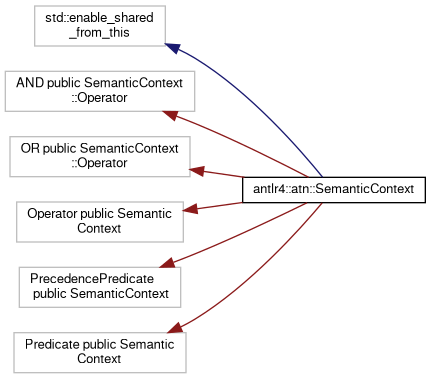 std::enable_shared
_from_this
AND public SemanticContext
::Operator
OR public SemanticContext
::Operator
antlr4::atn::SemanticContext
Operator public Semantic
Context
PrecedencePredicate
public SemanticContext
Predicate public Semantic
Context